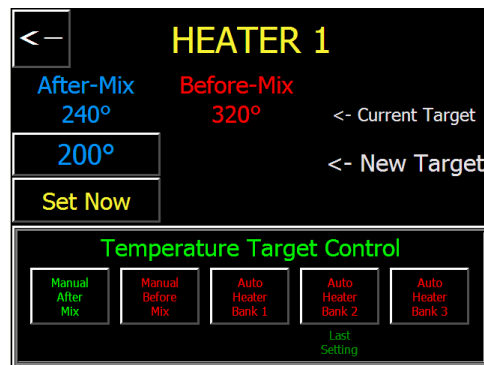 <- HEATER 1
After-Mix Before-Mix
240° 320° <- Current Target
200° <- New Target
Set Now
Temperature Target Control
Manual After Mix
Manual Before Mix
Auto Heater Bank 1
Auto Heater Bank 2
Auto Heater Bank 3
Last
Setting